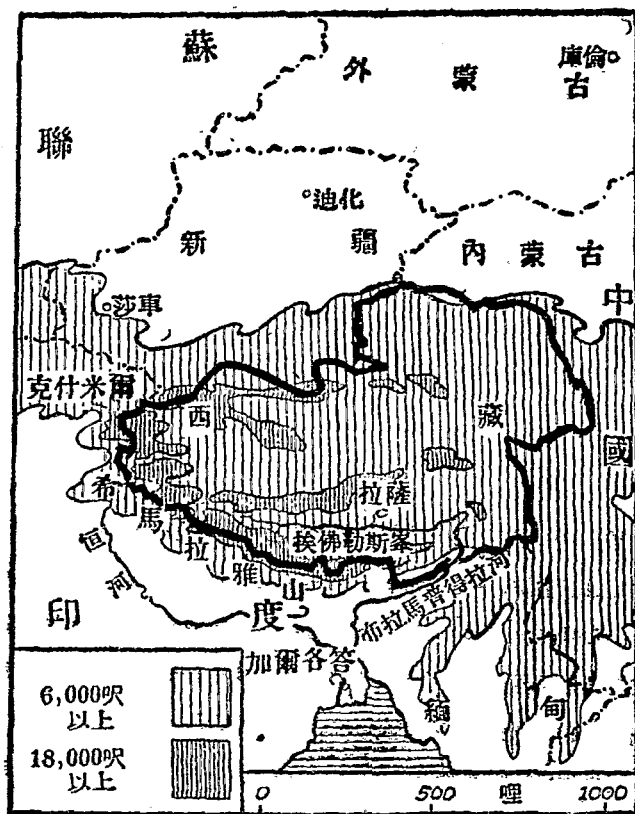 蘇聯
外蒙古
庫倫
迪化
新疆
內蒙古
莎車
中國
克什米爾
西藏
拉薩
希馬拉雅山
挨佛勒斯峯
恒河
布拉馬普得拉河
印度
加爾各答
緬甸
6,000呎
以上
18,000呎
以上
0 500 哩 1000